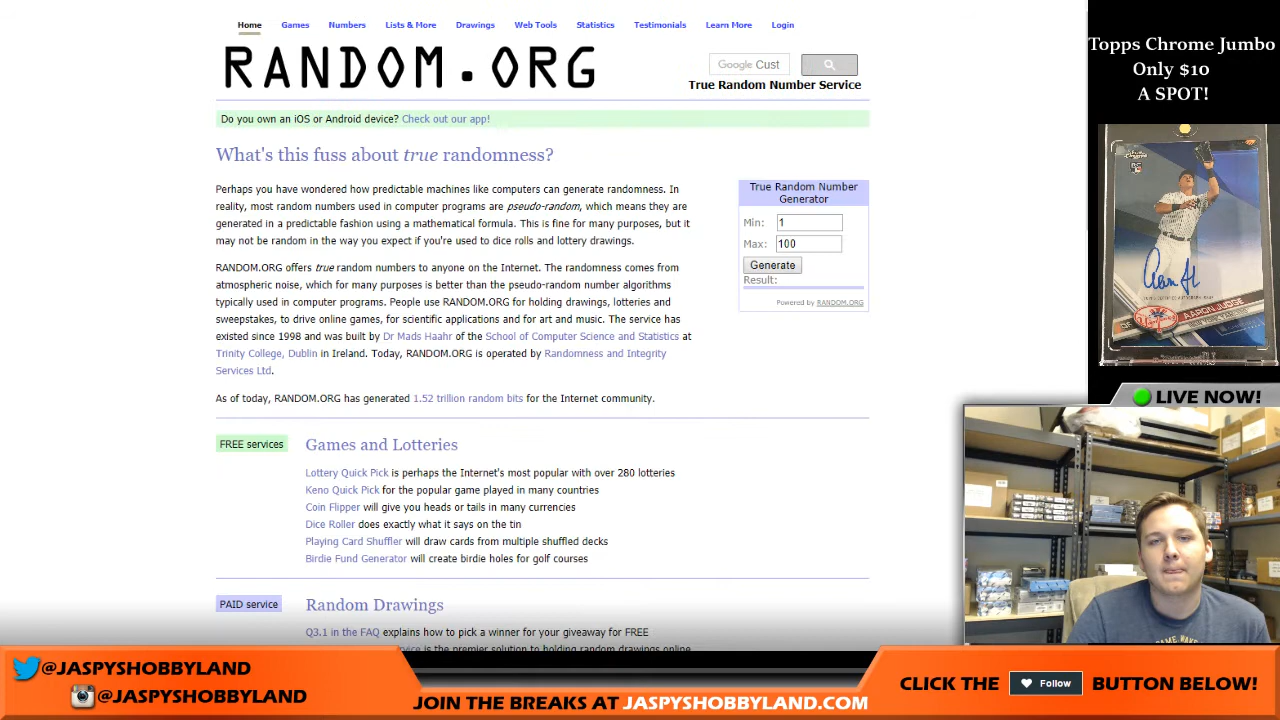 Home Games Numbers Lists & More Drawings Web Tools Statistics Testimonials Learn More Login
RANDOM.ORG
Google Cust
True Random Number Service
Do you own an iOS or Android device? Check out our app!
What's this fuss about true randomness?
Perhaps you have wondered how predictable machines like computers can generate randomness. In
reality, most random numbers used in computer programs are pseudo-random, which means they are
generated in a predictable fashion using a mathematical formula. This is fine for many purposes, but it
may not be random in the way you expect if you're used to dice rolls and lottery drawings.
RANDOM.ORG offers true random numbers to anyone on the Internet. The randomness comes from
atmospheric noise, which for many purposes is better than the pseudo-random number algorithms
typically used in computer programs. People use RANDOM.ORG for holding drawings, lotteries and
sweepstakes, to drive online games, for scientific applications and for art and music. The service has
existed since 1998 and was built by Dr Mads Haahr of the School of Computer Science and Statistics at
Trinity College, Dublin in Ireland. Today, RANDOM.ORG is operated by Randomness and Integrity
Services Ltd.
As of today, RANDOM.ORG has generated 1.52 trillion random bits for the Internet community.
True Random Number
Generator
Min: 1
Max: 100
Generate
Result:
Powered by RANDOM.ORG
FREE services
Games and Lotteries
Lottery Quick Pick is perhaps the Internet's most popular with over 280 lotteries
Keno Quick Pick for the popular game played in many countries
Coin Flipper will give you heads or tails in many currencies
Dice Roller does exactly what it says on the tin
Playing Card Shuffler will draw cards from multiple shuffled decks
Birdie Fund Generator will create birdie holes for golf courses
PAID service
Random Drawings
Q3.1 in the FAQ explains how to pick a winner for your giveaway for FREE
is the premier solution to holding random drawings online
Topps Chrome Jumbo
Only $10
A SPOT!
AARON JUDGE
LIVE NOW!
@JASPYSHOBBYLAND
@JASPYSHOBBYLAND
JOIN THE BREAKS AT JASPYSHOBBYLAND.COM
CLICK THE Follow BUTTON BELOW!